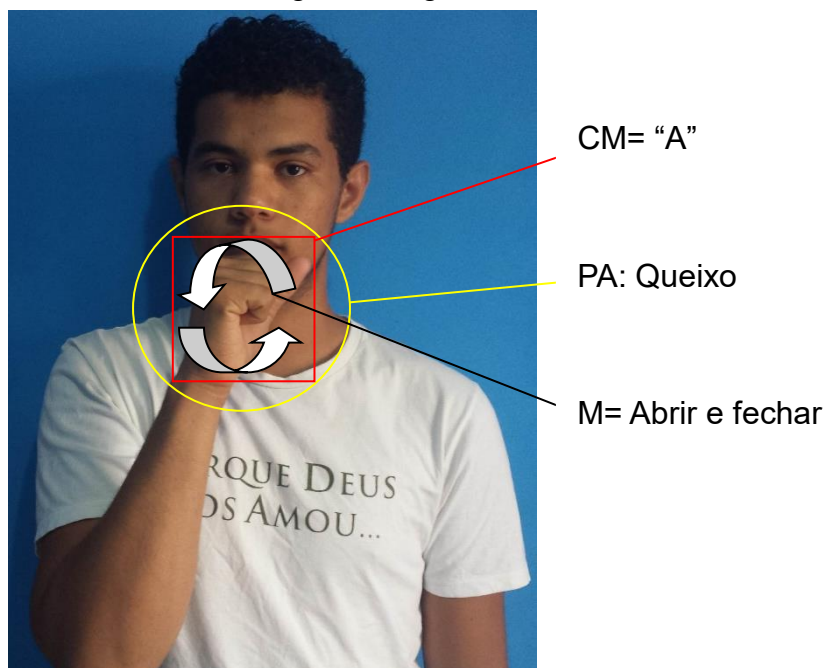 CM= “A”
PA: Queixo
M= Abrir e fechar
RQUE DEUS
OS AMOU...